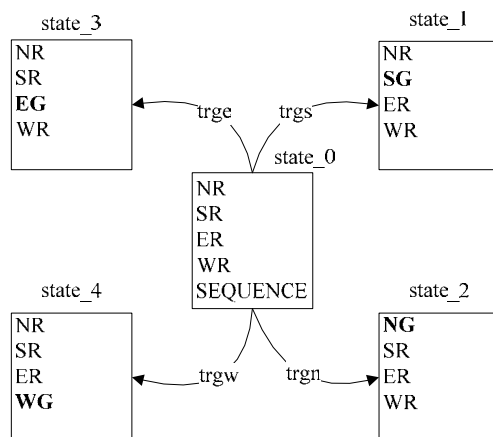 state_3
NR
SR
EG
WR
state_1
NR
SG
ER
WR
trge
trgs
state_0
NR
SR
ER
WR
SEQUENCE
state_4
NR
SR
ER
WG
state_2
NG
SR
ER
WR
trgw
trgn